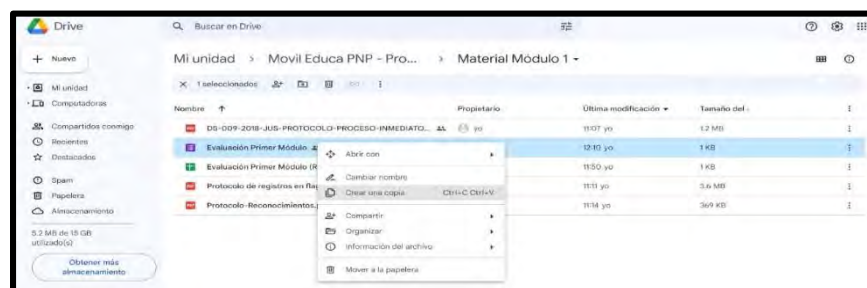 Drive
Buscar en Drive
Nuevo
Mi unidad > Movil Educa PNP - Pro... > Material Módulo 1
Mi unidad
1 seleccionados
Computadoras
Nombre
Propietario
Última modificación
Tamaño del
Compartidos conmigo
DS-009-2018-JUS-PROTOCOLO-PROCESO-INMEDIATO...
yo
11:07 yo
1.2 MB
Recientes
Evaluación Primer Módulo
Abrir con
12:10 yo
1 KB
Destacados
Evaluación Primer Módulo (R
Cambiar nombre
11:50 yo
1 KB
Spam
Protocolo de registros en fla
Crear una copia
Ctrl+C Ctrl+V
11:11 yo
3.6 MB
Papelera
Protocolo-Reconocimientos.
Compartir
11:14 yo
369 KB
Almacenamiento
Organizar
5.2 MB de 15 GB
utilizado(s)
Información del archivo
Obtener más
almacenamiento
Mover a la papelera